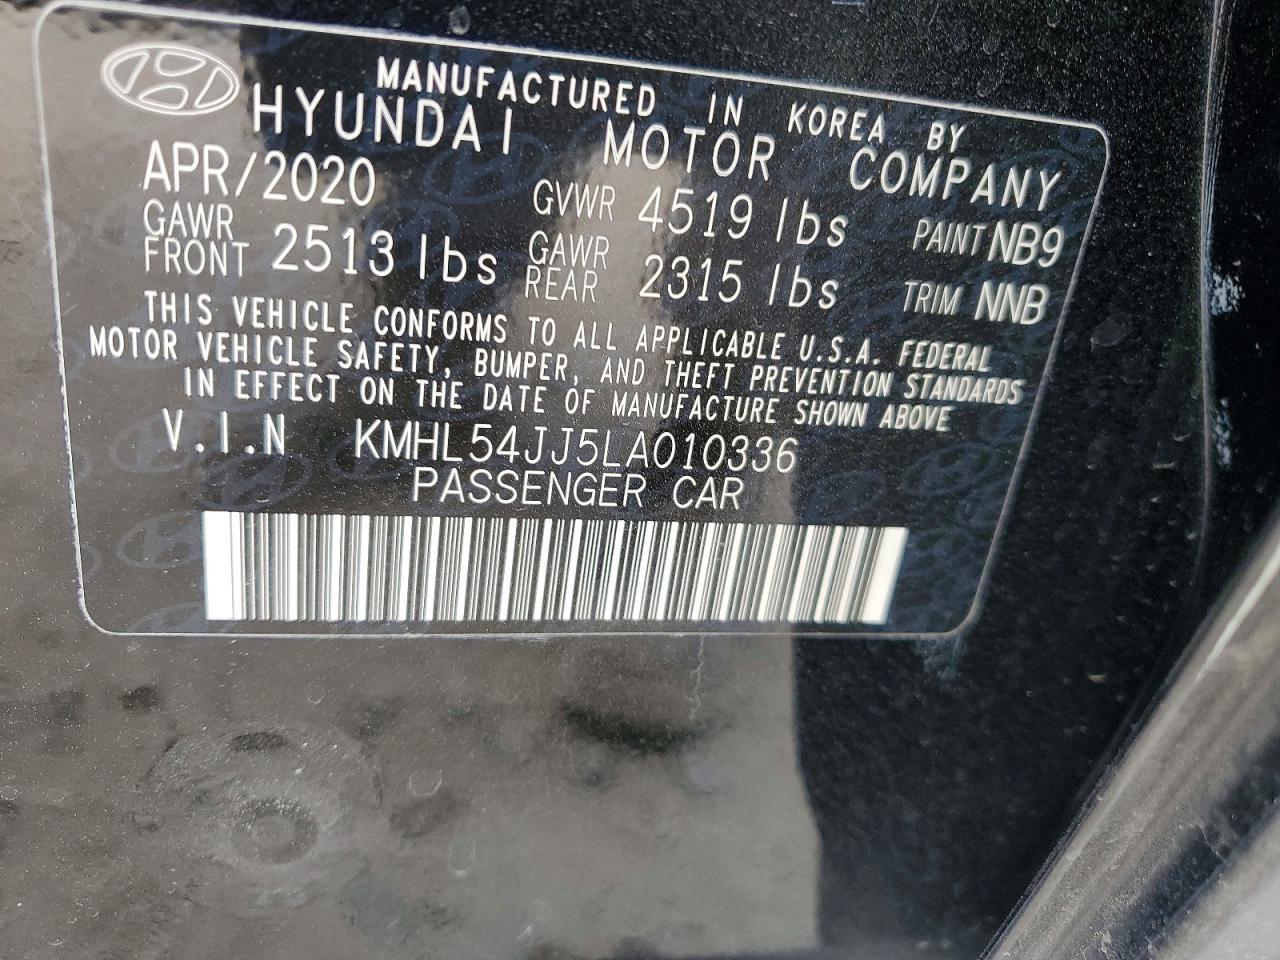 MANUFACTURED IN KOREA BY
HYUNDAI MOTOR COMPANY
APR/2020 GVWR 4519 lbs PAINT NB9
GAWR FRONT 2513 lbs GAWR REAR 2315 lbs TRIM NNB
THIS VEHICLE CONFORMS TO ALL APPLICABLE U.S.A. FEDERAL
MOTOR VEHICLE SAFETY, BUMPER, AND THEFT PREVENTION STANDARDS
IN EFFECT ON THE DATE OF MANUFACTURE SHOWN ABOVE
V.I.N KMHL54JJ5LA010336
PASSENGER CAR